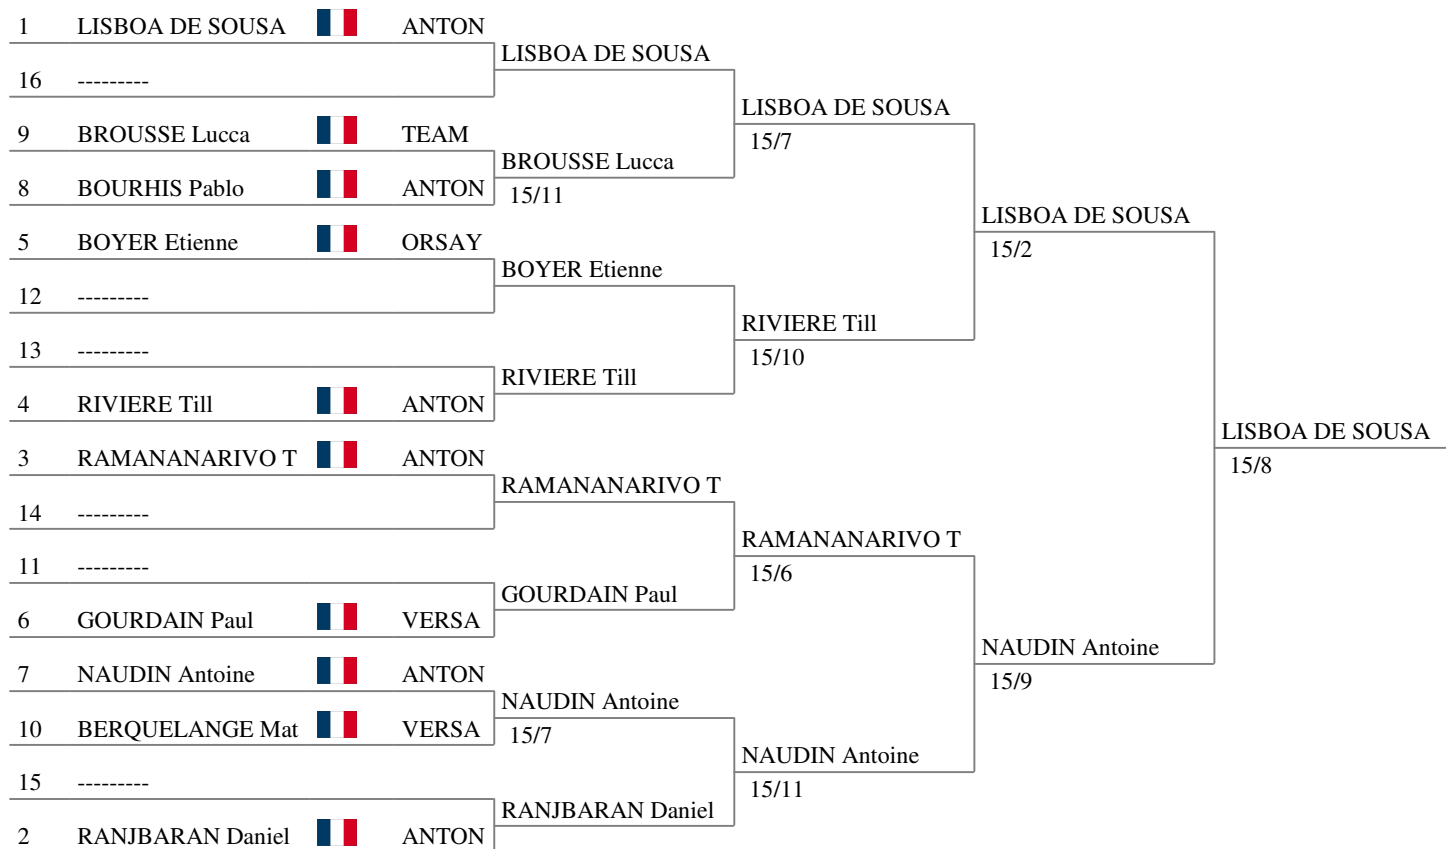 1 LISBOA DE SOUSA ANTON
LISBOA DE SOUSA
16 ---------
LISBOA DE SOUSA
15/7
9 BROUSSE Lucca TEAM
BROUSSE Lucca
15/11
8 BOURHIS Pablo ANTON
LISBOA DE SOUSA
15/2
5 BOYER Etienne ORSAY
BOYER Etienne
12 ---------
RIVIERE Till
15/10
13 ---------
RIVIERE Till
4 RIVIERE Till ANTON
LISBOA DE SOUSA
15/8
3 RAMANANARIVO T ANTON
RAMANANARIVO T
14 ---------
RAMANANARIVO T
15/6
11 ---------
GOURDAIN Paul
6 GOURDAIN Paul VERSA
NAUDIN Antoine
15/9
7 NAUDIN Antoine ANTON
NAUDIN Antoine
15/7
10 BERQUELANGE Mat VERSA
NAUDIN Antoine
15/11
15 ---------
RANJBARAN Daniel
2 RANJBARAN Daniel ANTON